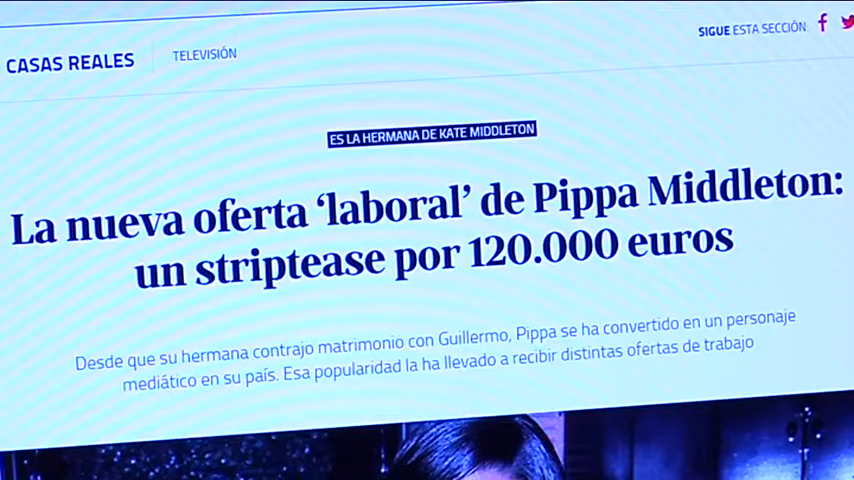 SIGUE ESTA SECCIÓN:
CASAS REALES
TELEVISIÓN
ES LA HERMANA DE KATE MIDDLETON
La nueva oferta ‘laboral’ de Pippa Middleton:
un striptease por 120.000 euros
Desde que su hermana contrajo matrimonio con Guillermo, Pippa se ha convertido en un personaje
mediático en su país. Esa popularidad la ha llevado a recibir distintas ofertas de trabajo